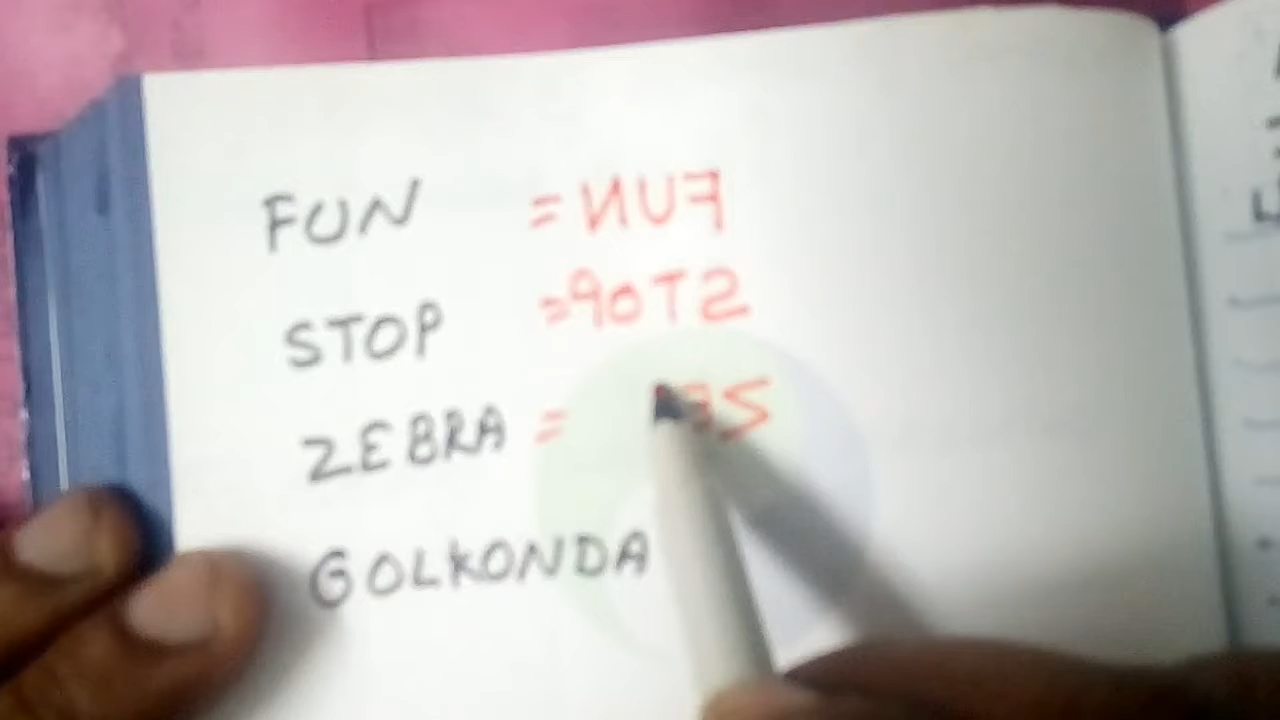 FUN = NUF
STOP = POTS
ZEBRA =
GOLKONDA